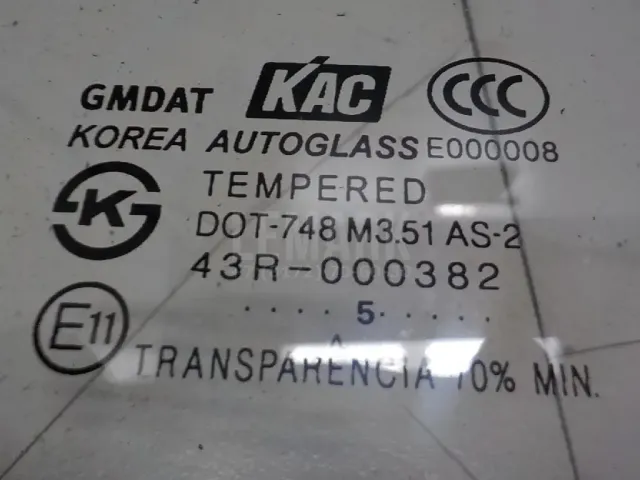 GMDAT KAC CCC
KOREA AUTOGLASS E000008
K S TEMPERED
DOT-748 M3.51 AS-2
43R-000382
E11 .... 5. ....
TRANSPARÊNCIA 70% MIN.